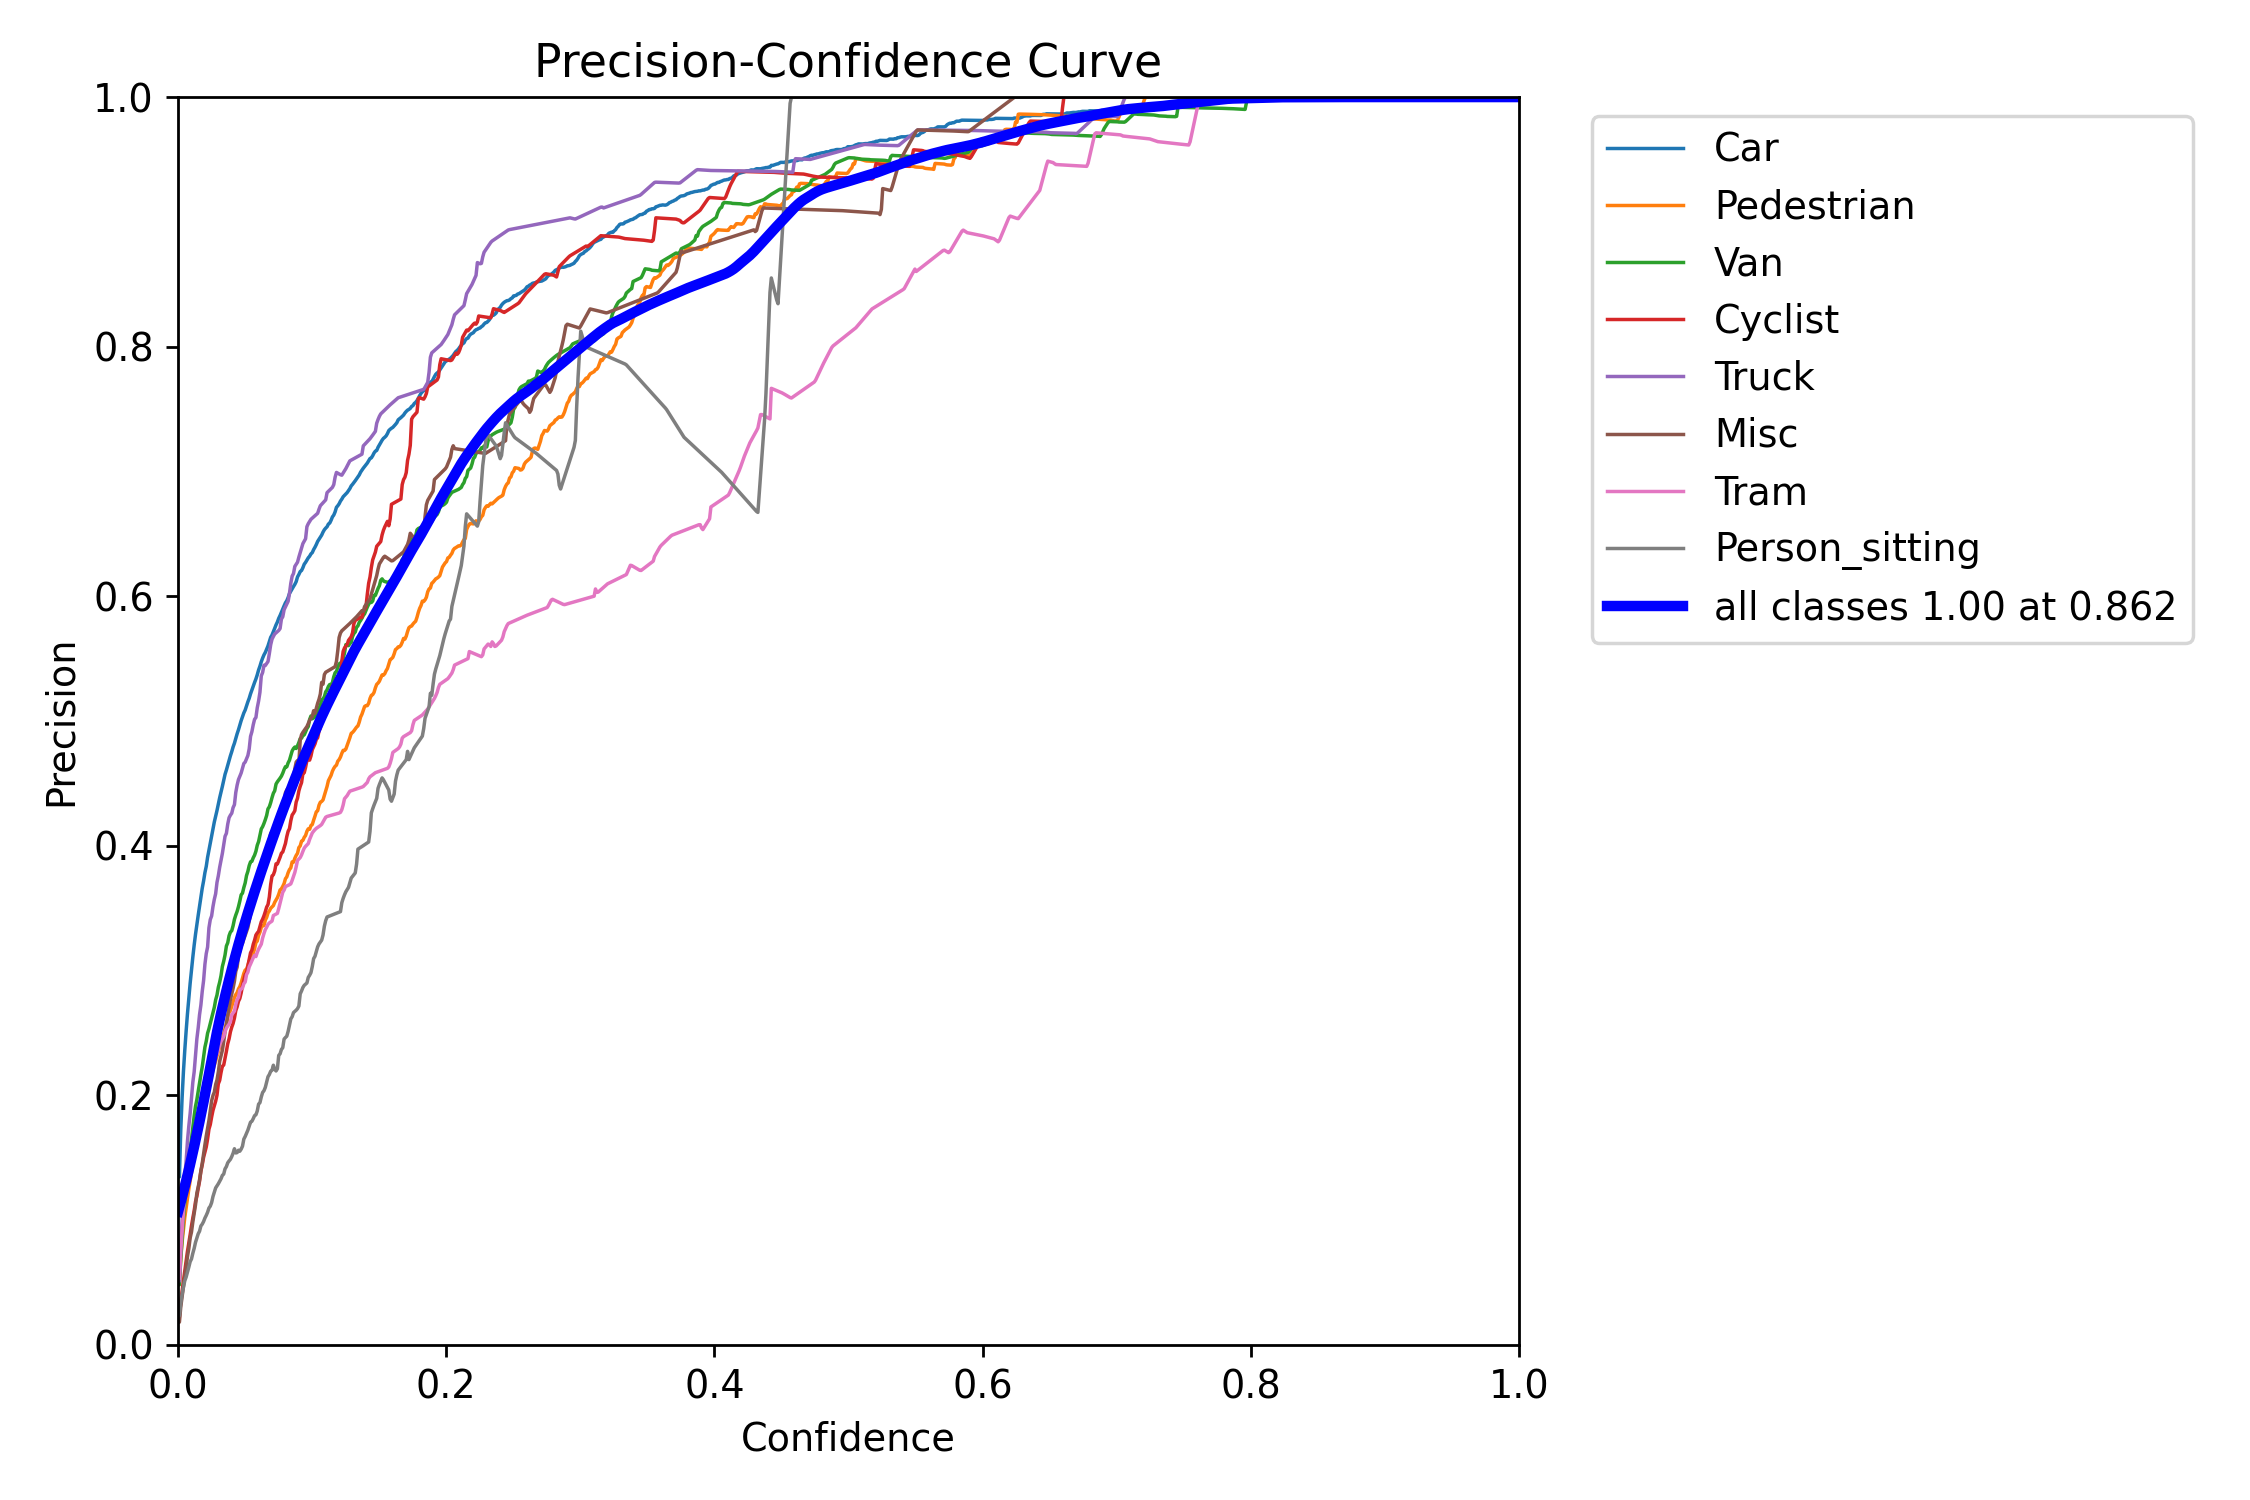 Precision-Confidence Curve
1.0
0.8
0.6
0.4
0.2
0.0
Precision
0.0 0.2 0.4 0.6 0.8 1.0
Confidence
Car
Pedestrian
Van
Cyclist
Truck
Misc
Tram
Person_sitting
all classes 1.00 at 0.862